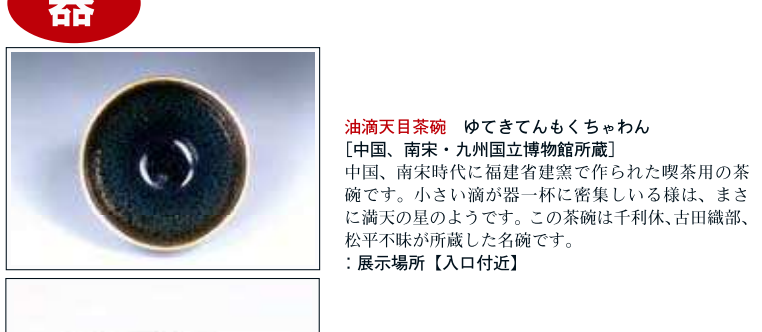 器
油滴天目茶碗　ゆてきてんもくちゃわん
［中国、南宋・九州国立博物館所蔵］
中国、南宋時代に福建省建窯で作られた喫茶用の茶
碗です。小さい滴が器一杯に密集しいる様は、まさ
に満天の星のようです。この茶碗は千利休、古田織部、
松平不昧が所蔵した名碗です。
：展示場所【入口付近】